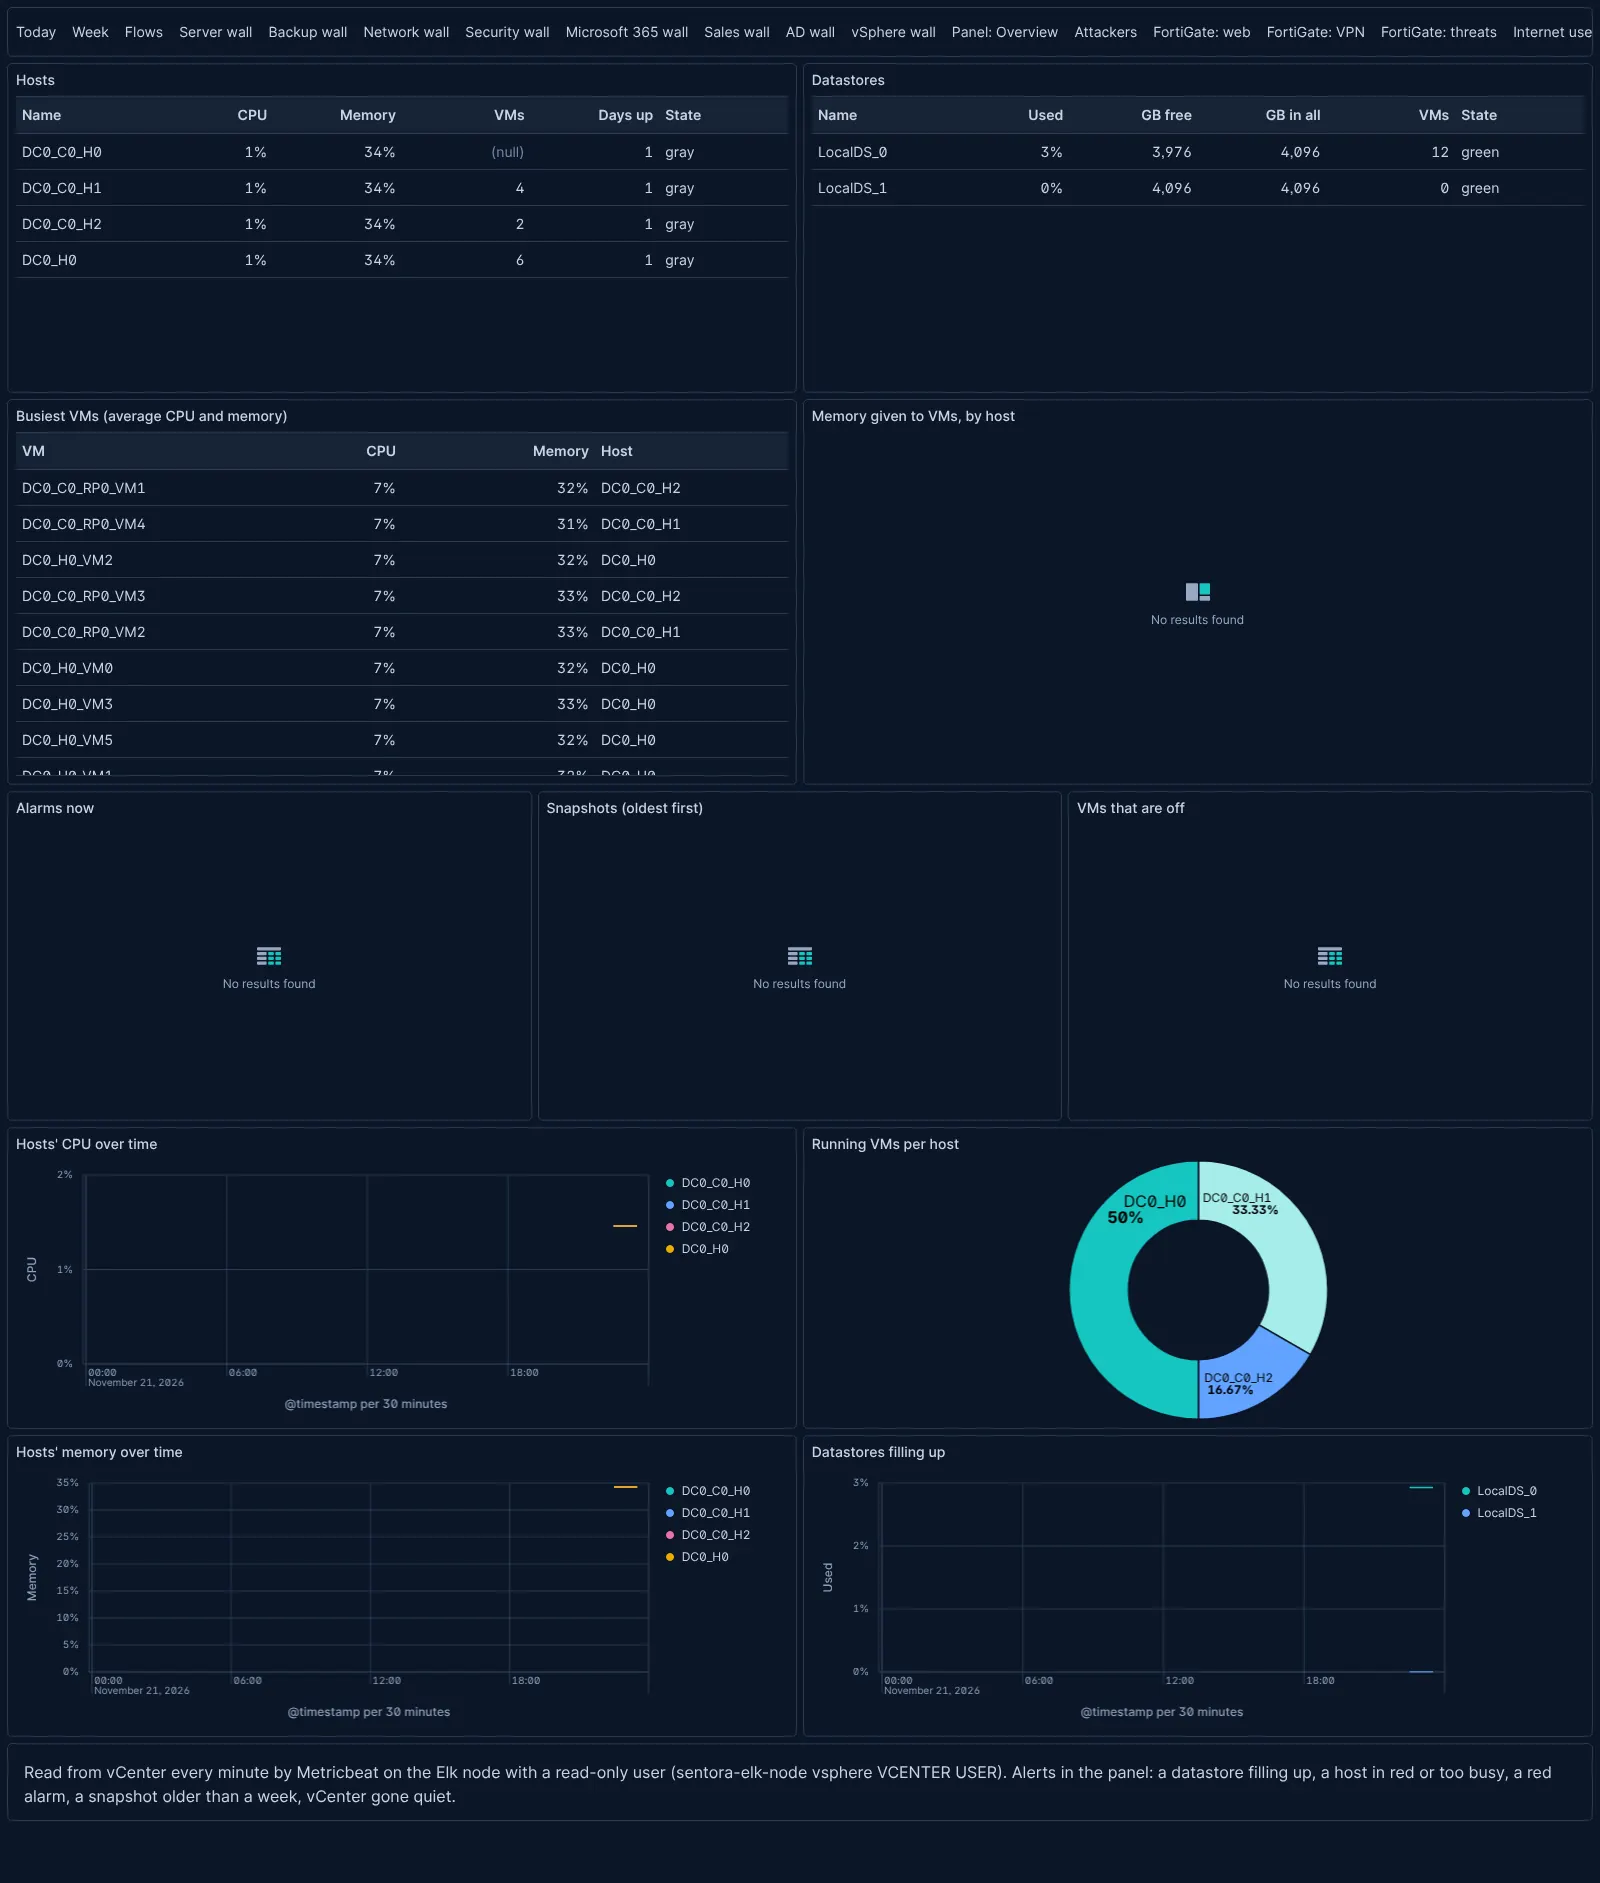 Today Week Flows Server wall Backup wall Network wall Security wall Microsoft 365 wall Sales wall AD wall vSphere wall Panel: Overview Attackers FortiGate: web FortiGate: VPN FortiGate: threats Internet use
Hosts
Name CPU Memory VMs Days up State
DC0_C0_H0 1% 34% (null) 1 gray
DC0_C0_H1 1% 34% 4 1 gray
DC0_C0_H2 1% 34% 2 1 gray
DC0_H0 1% 34% 6 1 gray
Datastores
Name Used GB free GB in all VMs State
LocalDS_0 3% 3,976 4,096 12 green
LocalDS_1 0% 4,096 4,096 0 green
Busiest VMs (average CPU and memory)
VM CPU Memory Host
DC0_C0_RP0_VM1 7% 32% DC0_C0_H2
DC0_C0_RP0_VM4 7% 31% DC0_C0_H1
DC0_H0_VM2 7% 32% DC0_H0
DC0_C0_RP0_VM3 7% 33% DC0_C0_H2
DC0_C0_RP0_VM2 7% 33% DC0_C0_H1
DC0_H0_VM0 7% 32% DC0_H0
DC0_H0_VM3 7% 33% DC0_H0
DC0_H0_VM5 7% 32% DC0_H0
DC0_H0_VM1 7% 32% DC0_H0
Memory given to VMs, by host
No results found
Alarms now
No results found
Snapshots (oldest first)
No results found
VMs that are off
No results found
Hosts' CPU over time
2%
1%
0%
CPU
00:00 06:00 12:00 18:00
November 21, 2026
@timestamp per 30 minutes
DC0_C0_H0
DC0_C0_H1
DC0_C0_H2
DC0_H0
Running VMs per host
DC0_H0
50%
DC0_C0_H1
33.33%
DC0_C0_H2
16.67%
Hosts' memory over time
35%
30%
25%
20%
15%
10%
5%
0%
Memory
00:00 06:00 12:00 18:00
November 21, 2026
@timestamp per 30 minutes
DC0_C0_H0
DC0_C0_H1
DC0_C0_H2
DC0_H0
Datastores filling up
3%
2%
1%
0%
Used
00:00 06:00 12:00 18:00
November 21, 2026
@timestamp per 30 minutes
LocalDS_0
LocalDS_1
Read from vCenter every minute by Metricbeat on the Elk node with a read-only user (sentora-elk-node vsphere VCENTER USER). Alerts in the panel: a datastore filling up, a host in red or too busy, a red
alarm, a snapshot older than a week, vCenter gone quiet.